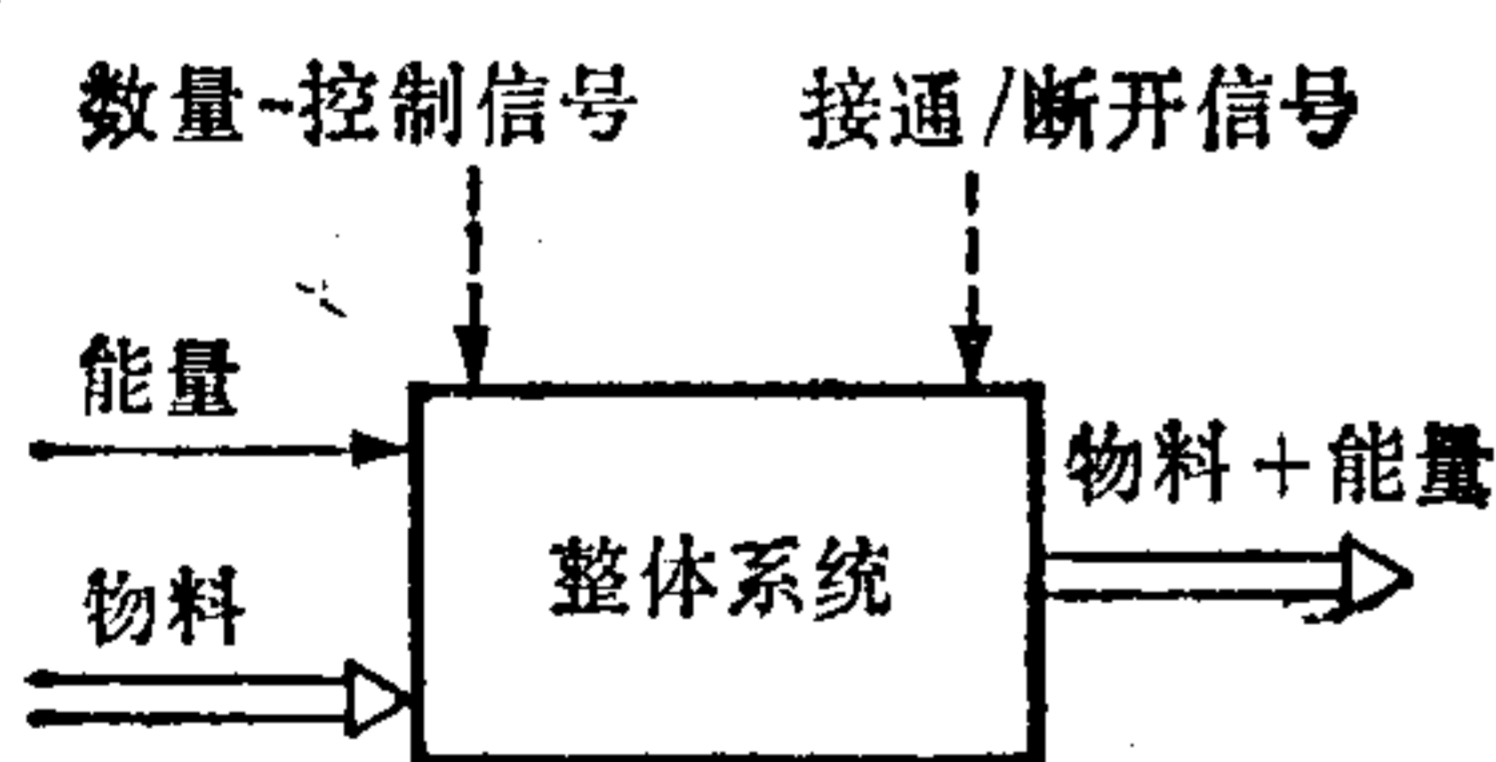 数量-控制信号
接通/断开信号
能量
物料+能量
整体系统
物料